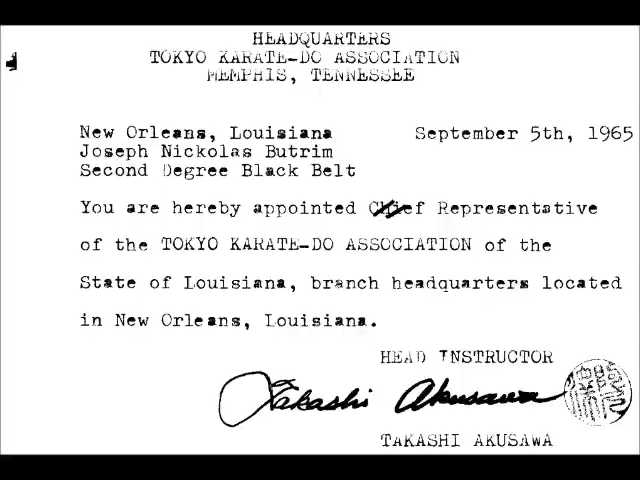 HEADQUARTERS
TOKYO KARATE-DO ASSOCIATION
MEMPHIS, TENNESSEE
New Orleans, Louisiana September 5th, 1965
Joseph Nickolas Butrim
Second Degree Black Belt
You are hereby appointed Chief Representative
of the TOKYO KARATE-DO ASSOCIATION of the
State of Louisiana, branch headquarters located
in New Orleans, Louisiana.
HEAD INSTRUCTOR
Takashi Akusawa
TAKASHI AKUSAWA